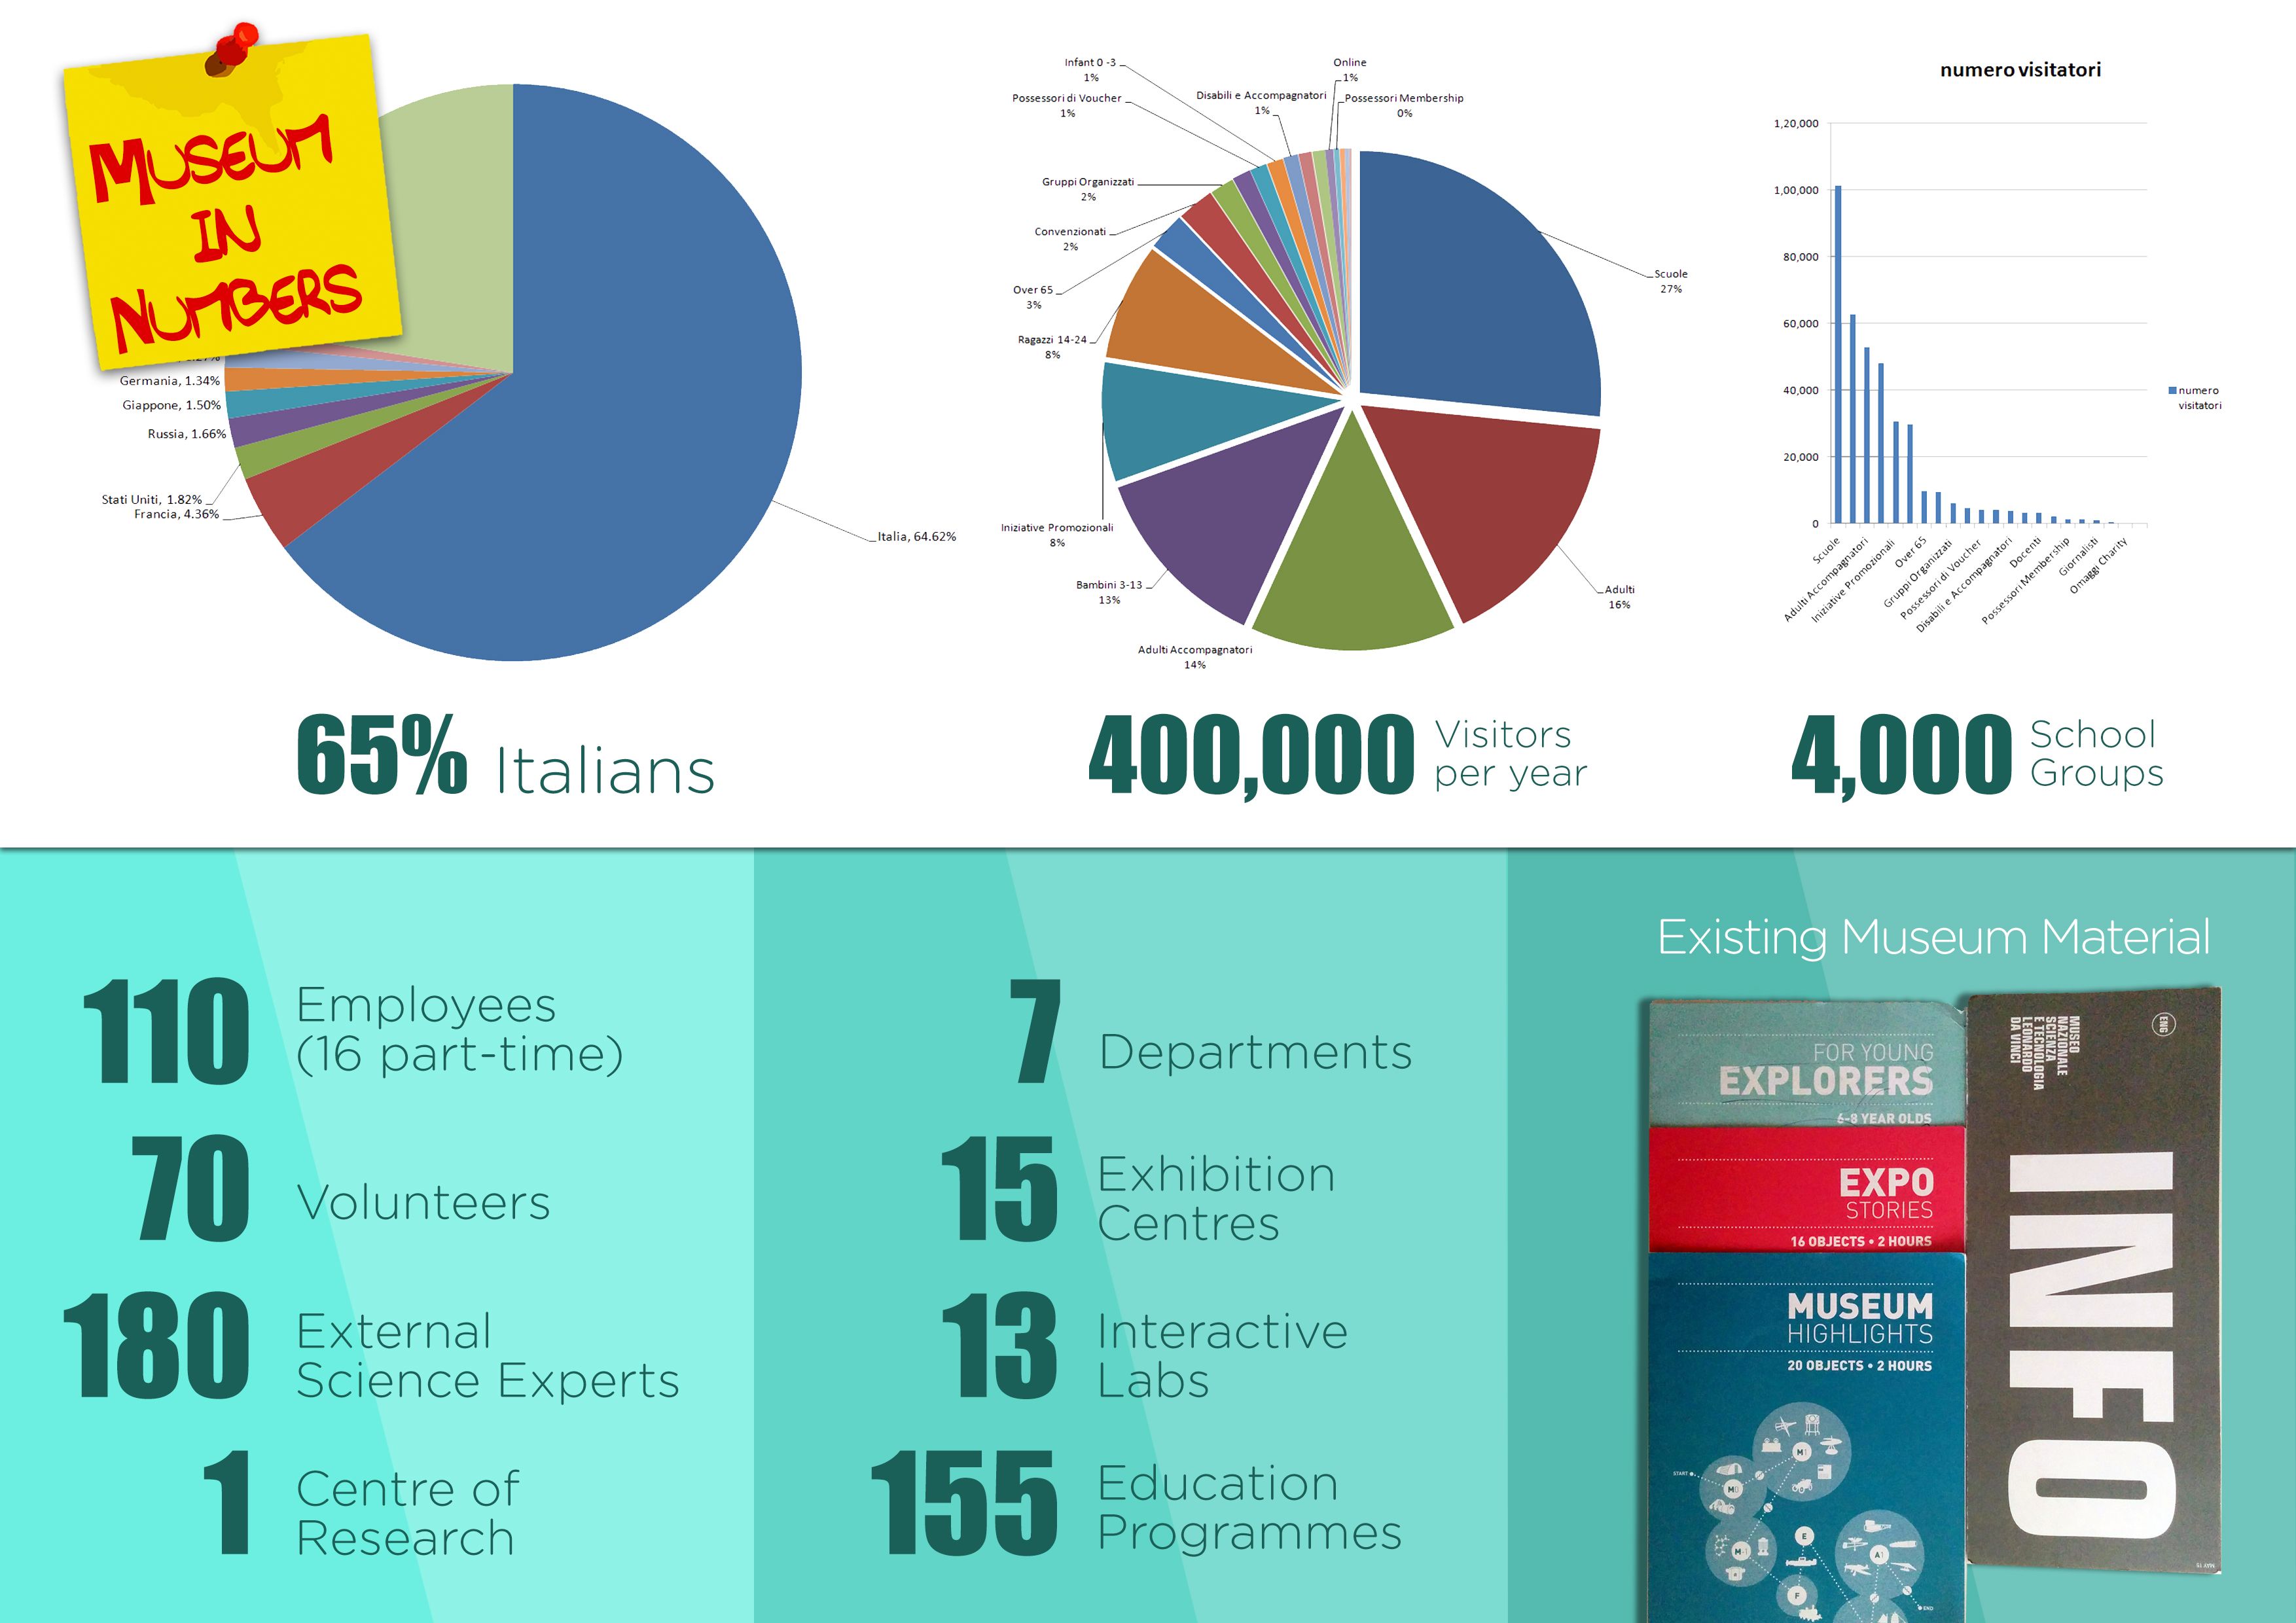 MUSEUM
IN
NUMBERS
Germania, 1.34%
Giappone, 1.50%
Russia, 1.66%
Stati Uniti, 1.82%
Francia, 4.36%
Italia, 64.62%
65% Italians
Infant 0 -3
1%
Possessori di Voucher
1%
Disabili e Accompagnatori
1%
Online
1%
Possessori Membership
0%
Gruppi Organizzati
2%
Convenzionati
2%
Over 65
3%
Ragazzi 14-24
8%
Iniziative Promozionali
8%
Bambini 3-13
13%
Adulti Accompagnatori
14%
Adulti
16%
Scuole
27%
400,000 Visitors
per year
numero visitatori
1,20,000
1,00,000
80,000
60,000
40,000
20,000
0
Scuole
Adulti Accompagnatori
Iniziative Promozionali
Over 65
Gruppi Organizzati
Possessori di Voucher
Disabili e Accompagnatori
Docenti
Possessori Membership
Giornalisti
Omaggi Charity
numero
visitatori
4,000 School
Groups
110 Employees
(16 part-time)
70 Volunteers
180 External
Science Experts
1 Centre of
Research
7 Departments
15 Exhibition
Centres
13 Interactive
Labs
155 Education
Programmes
Existing Museum Material
FOR YOUNG
EXPLORERS
6-8 YEAR OLDS
EXPO
STORIES
16 OBJECTS • 2 HOURS
MUSEUM
HIGHLIGHTS
20 OBJECTS • 2 HOURS
START
M1
M0
M-1
E
A1
F
END
MUSEO
NAZIONALE
SCIENZA
E TECNOLOGIA
LEONARDO
DA VINCI
ENG
INFO